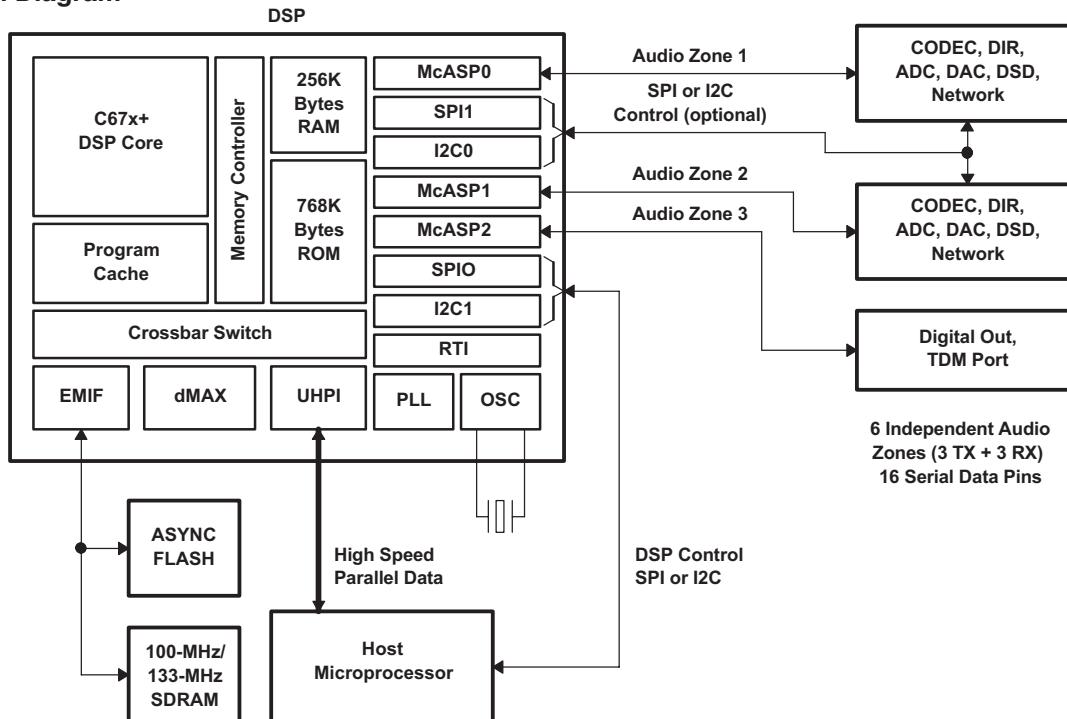 Diagram
DSP
C67x+
DSP Core
Program
Cache
Memory Controller
256K
Bytes
RAM
768K
Bytes
ROM
McASP0
SPI1
I2C0
McASP1
McASP2
SPIO
I2C1
RTI
Crossbar Switch
EMIF
dMAX
UHPI
PLL
OSC
Audio Zone 1
SPI or I2C
Control (optional)
Audio Zone 2
Audio Zone 3
CODEC, DIR,
ADC, DAC, DSD,
Network
CODEC, DIR,
ADC, DAC, DSD,
Network
Digital Out,
TDM Port
6 Independent Audio
Zones (3 TX + 3 RX)
16 Serial Data Pins
ASYNC
FLASH
High Speed
Parallel Data
DSP Control
SPI or I2C
100-MHz/
133-MHz
SDRAM
Host
Microprocessor